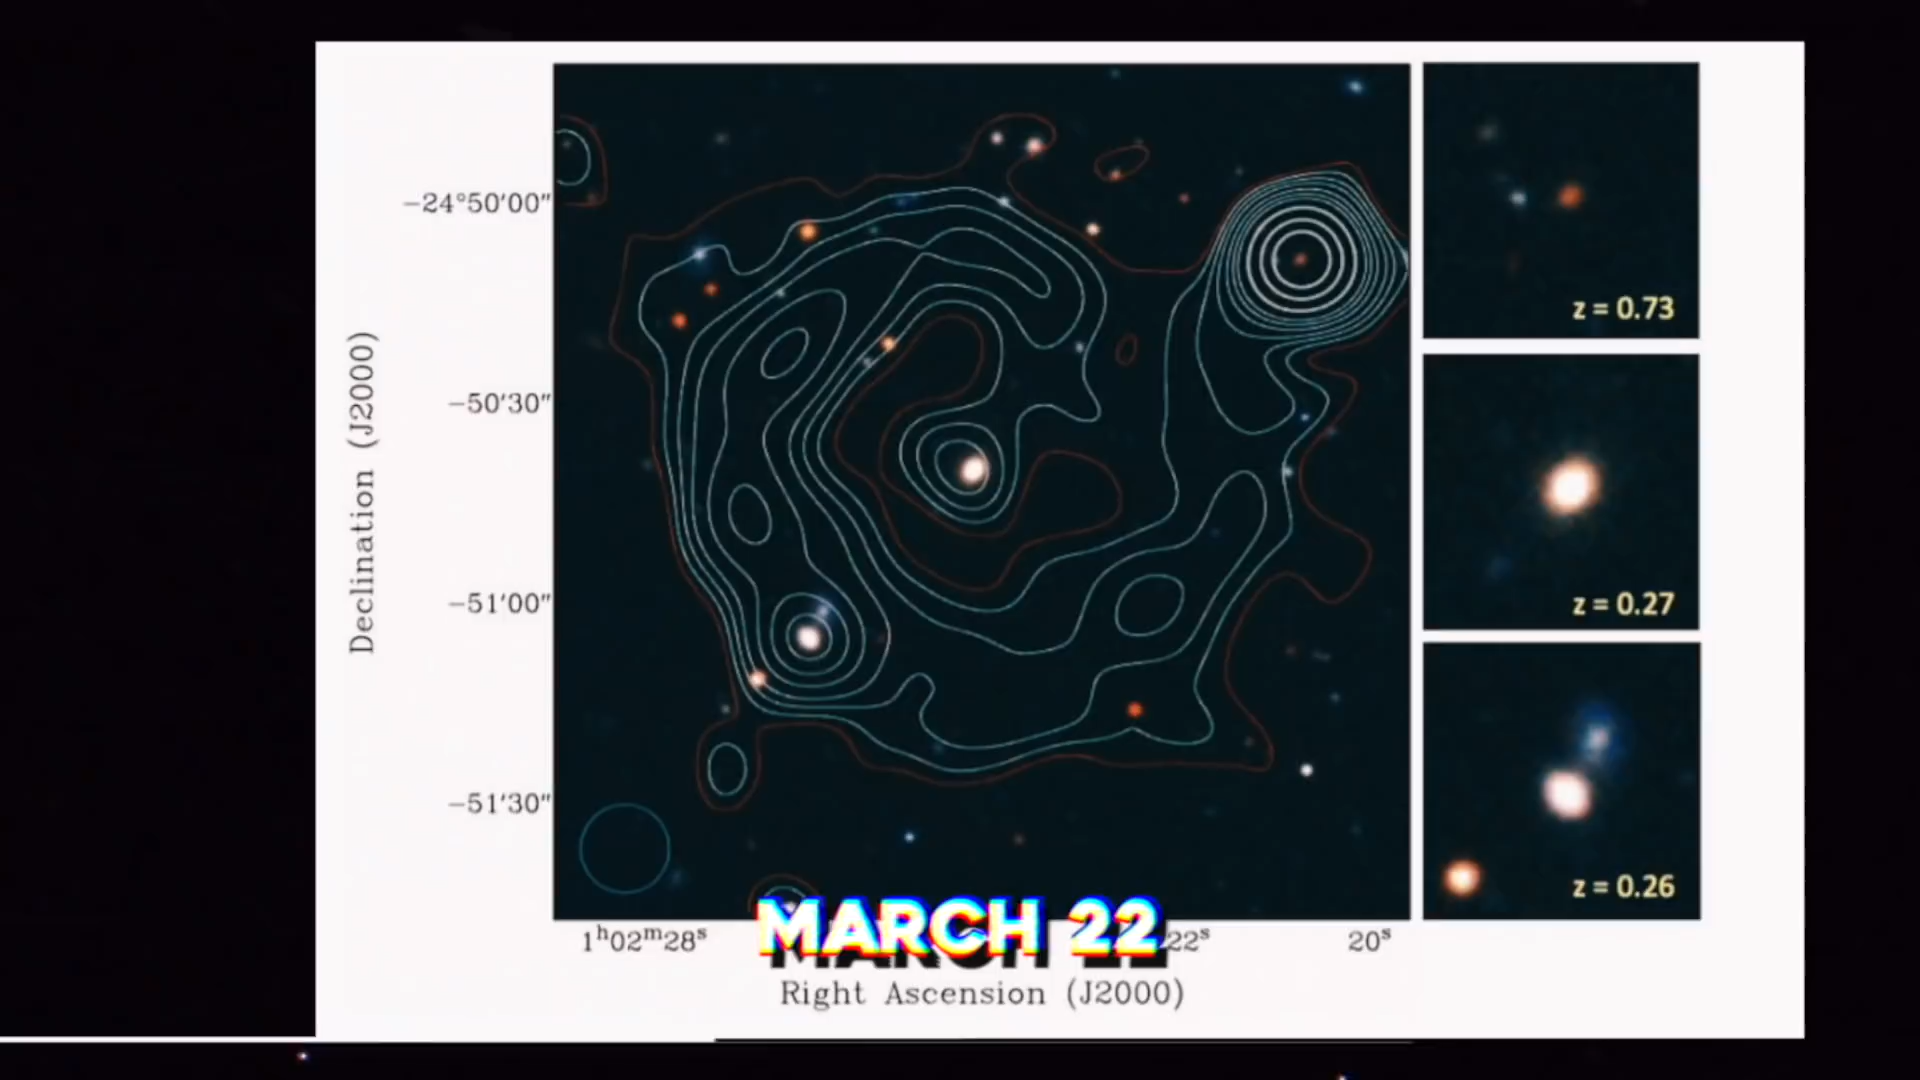 −24°50′00″
−50′30″
−51′00″
−51′30″
Declination (J2000)
1ʰ02ᵐ28ˢ
22ˢ
20ˢ
Right Ascension (J2000)
z = 0.73
z = 0.27
z = 0.26
MARCH 22